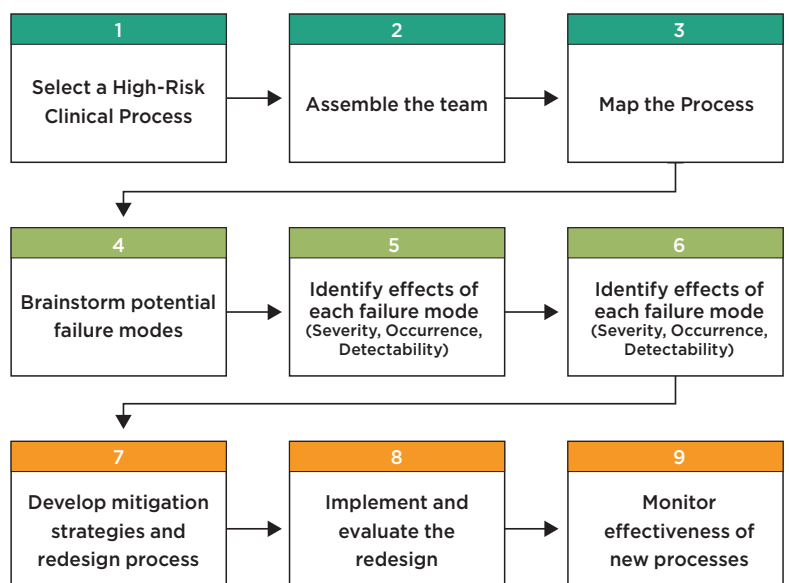 1
Select a High-Risk
Clinical Process
2
Assemble the team
3
Map the Process
4
Brainstorm potential
failure modes
5
Identify effects of
each failure mode
(Severity, Occurrence,
Detectability)
6
Identify effects of
each failure mode
(Severity, Occurrence,
Detectability)
7
Develop mitigation
strategies and
redesign process
8
Implement and
evaluate the
redesign
9
Monitor
effectiveness of
new processes